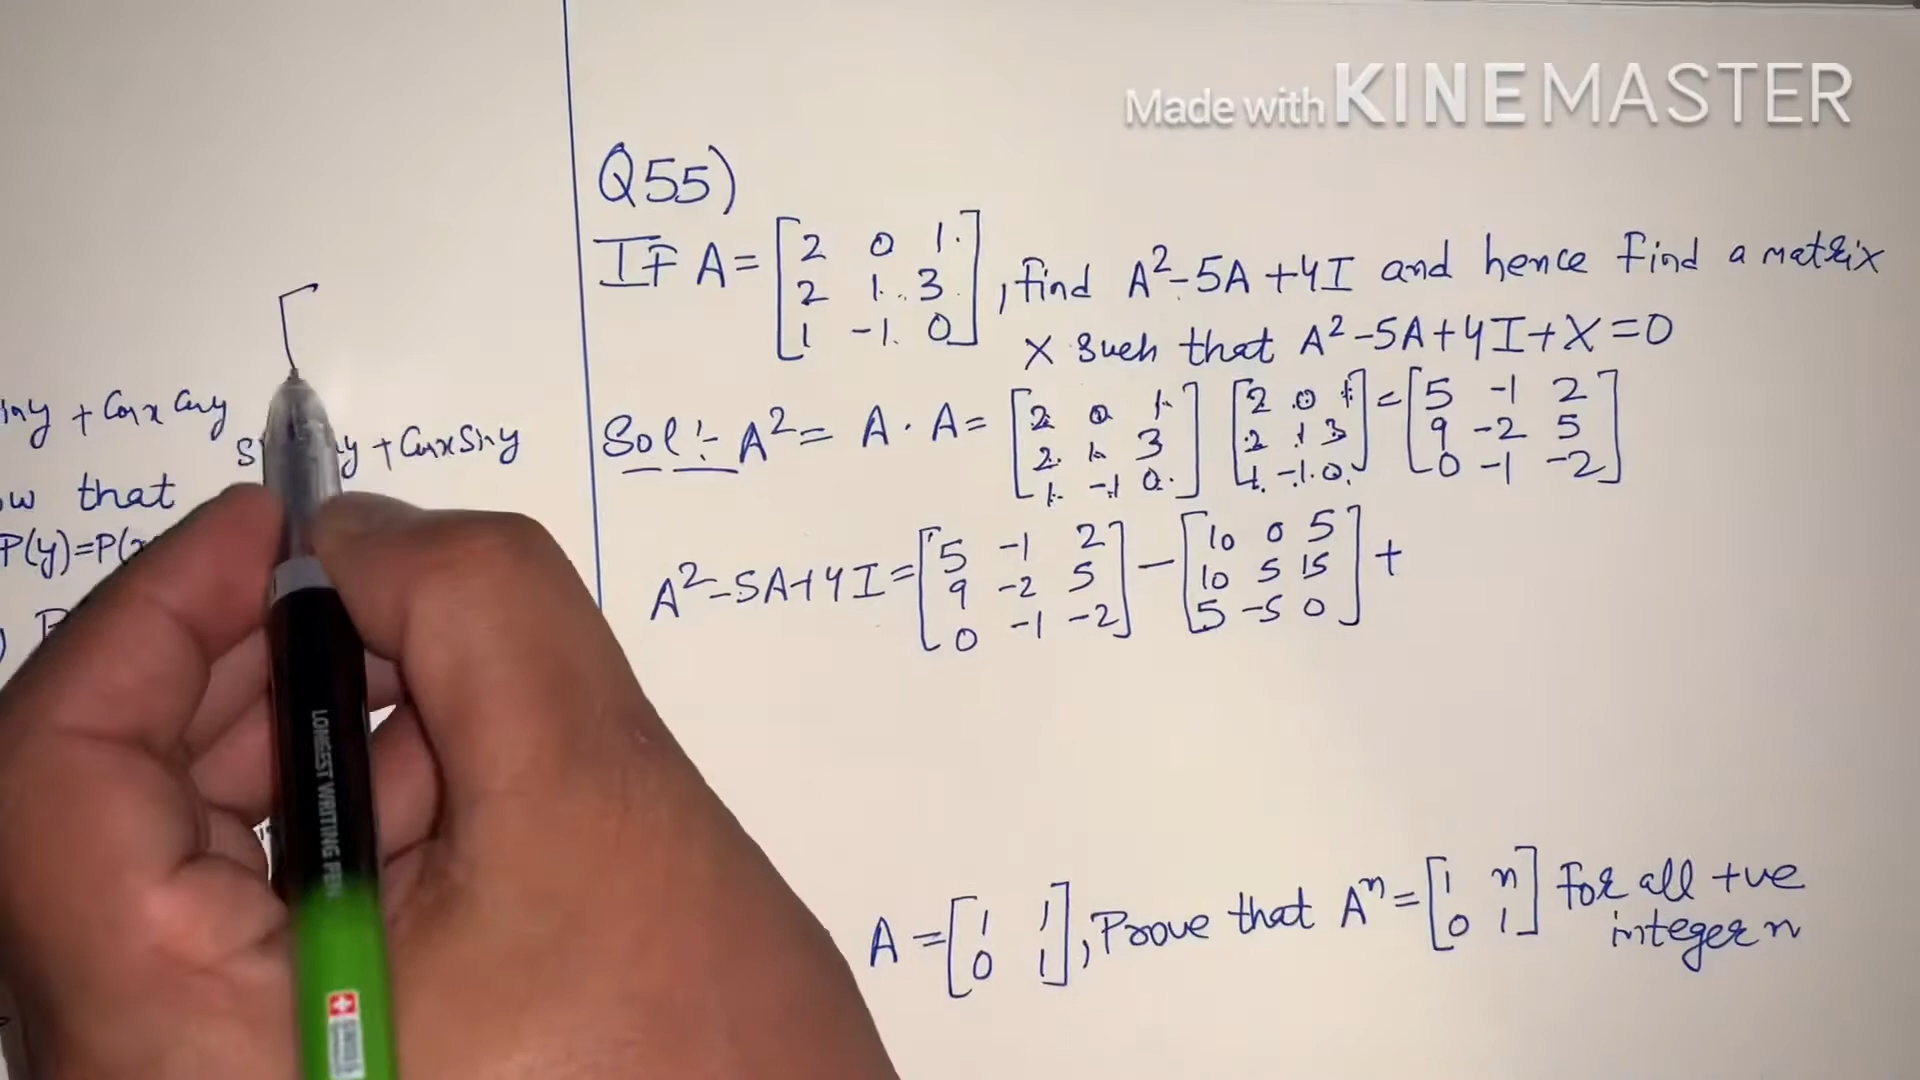 Made with KINEMASTER
Q55)
If A = [2 0 1
2 1 3
1 -1 0], find A² - 5A + 4I and hence find a matrix
X such that A² - 5A + 4I + X = 0
Sol:- A² = A . A = [2 0 1
2 1 3
1 -1 0] [2 0 1
2 1 3
1 -1 0] = [5 -1 2
9 -2 5
0 -1 -2]
A² - 5A + 4I = [5 -1 2
9 -2 5
0 -1 -2] - [10 0 5
10 5 15
5 -5 0] +
A = [1 1
0 1], Prove that Aⁿ = [1 n
0 1] for all +ve
integer n
+ Cosx Cosy
+ Cosx Siny
that
P(y) = P(
LONGEST WRITING PEN